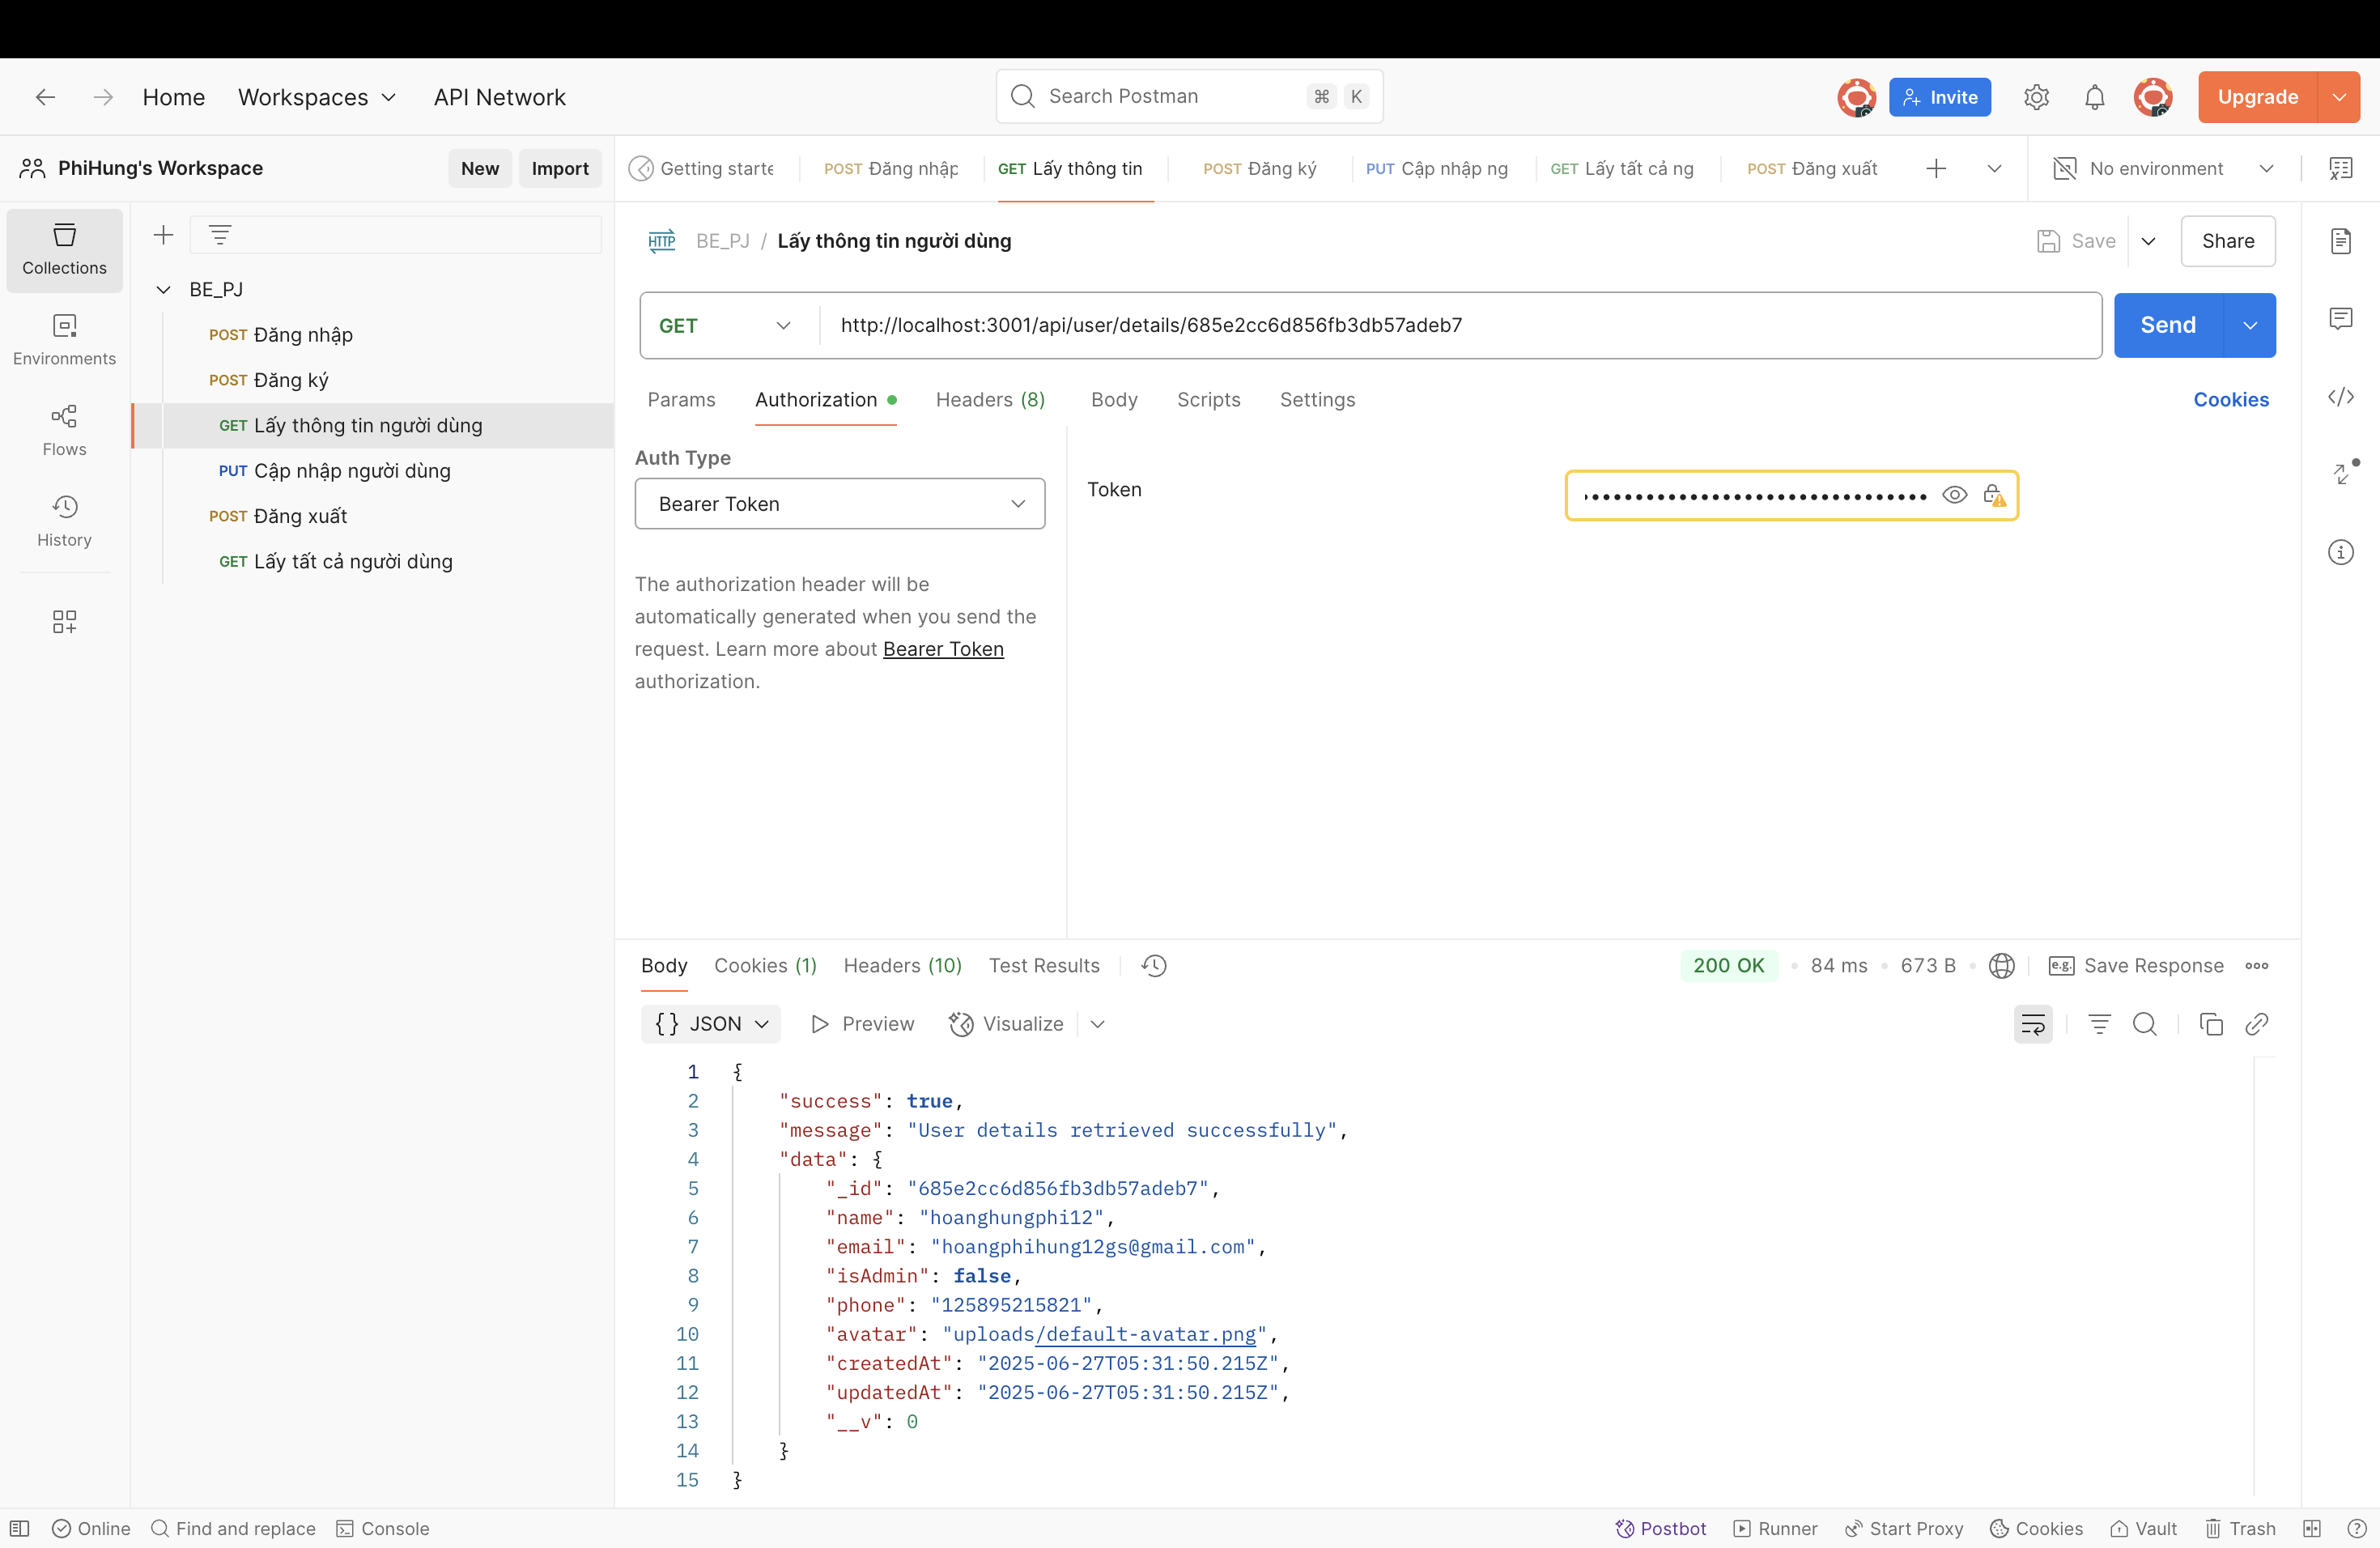 Home Workspaces API Network Search Postman ⌘ K Invite Upgrade
PhiHung's Workspace New Import
Getting starte POST Đăng nhập GET Lấy thông tin POST Đăng ký PUT Cập nhập ng GET Lấy tất cả ng POST Đăng xuất No environment
Collections
Environments
Flows
History
BE_PJ
POST Đăng nhập
POST Đăng ký
GET Lấy thông tin người dùng
PUT Cập nhập người dùng
POST Đăng xuất
GET Lấy tất cả người dùng
HTTP BE_PJ / Lấy thông tin người dùng Save Share
GET http://localhost:3001/api/user/details/685e2cc6d856fb3db57adeb7 Send
Params Authorization Headers (8) Body Scripts Settings Cookies
Auth Type
Bearer Token
The authorization header will be
automatically generated when you send the
request. Learn more about Bearer Token
authorization.
Token ••••••••••••••••••••••••••••••••
Body Cookies (1) Headers (10) Test Results 200 OK • 84 ms • 673 B • e.g. Save Response
{} JSON Preview Visualize
1 {
2 "success": true,
3 "message": "User details retrieved successfully",
4 "data": {
5 "_id": "685e2cc6d856fb3db57adeb7",
6 "name": "hoanghungphi12",
7 "email": "hoangphihung12gs@gmail.com",
8 "isAdmin": false,
9 "phone": "125895215821",
10 "avatar": "uploads/default-avatar.png",
11 "createdAt": "2025-06-27T05:31:50.215Z",
12 "updatedAt": "2025-06-27T05:31:50.215Z",
13 "__v": 0
14 }
15 }
Online Find and replace Console Postbot Runner Start Proxy Cookies Vault Trash